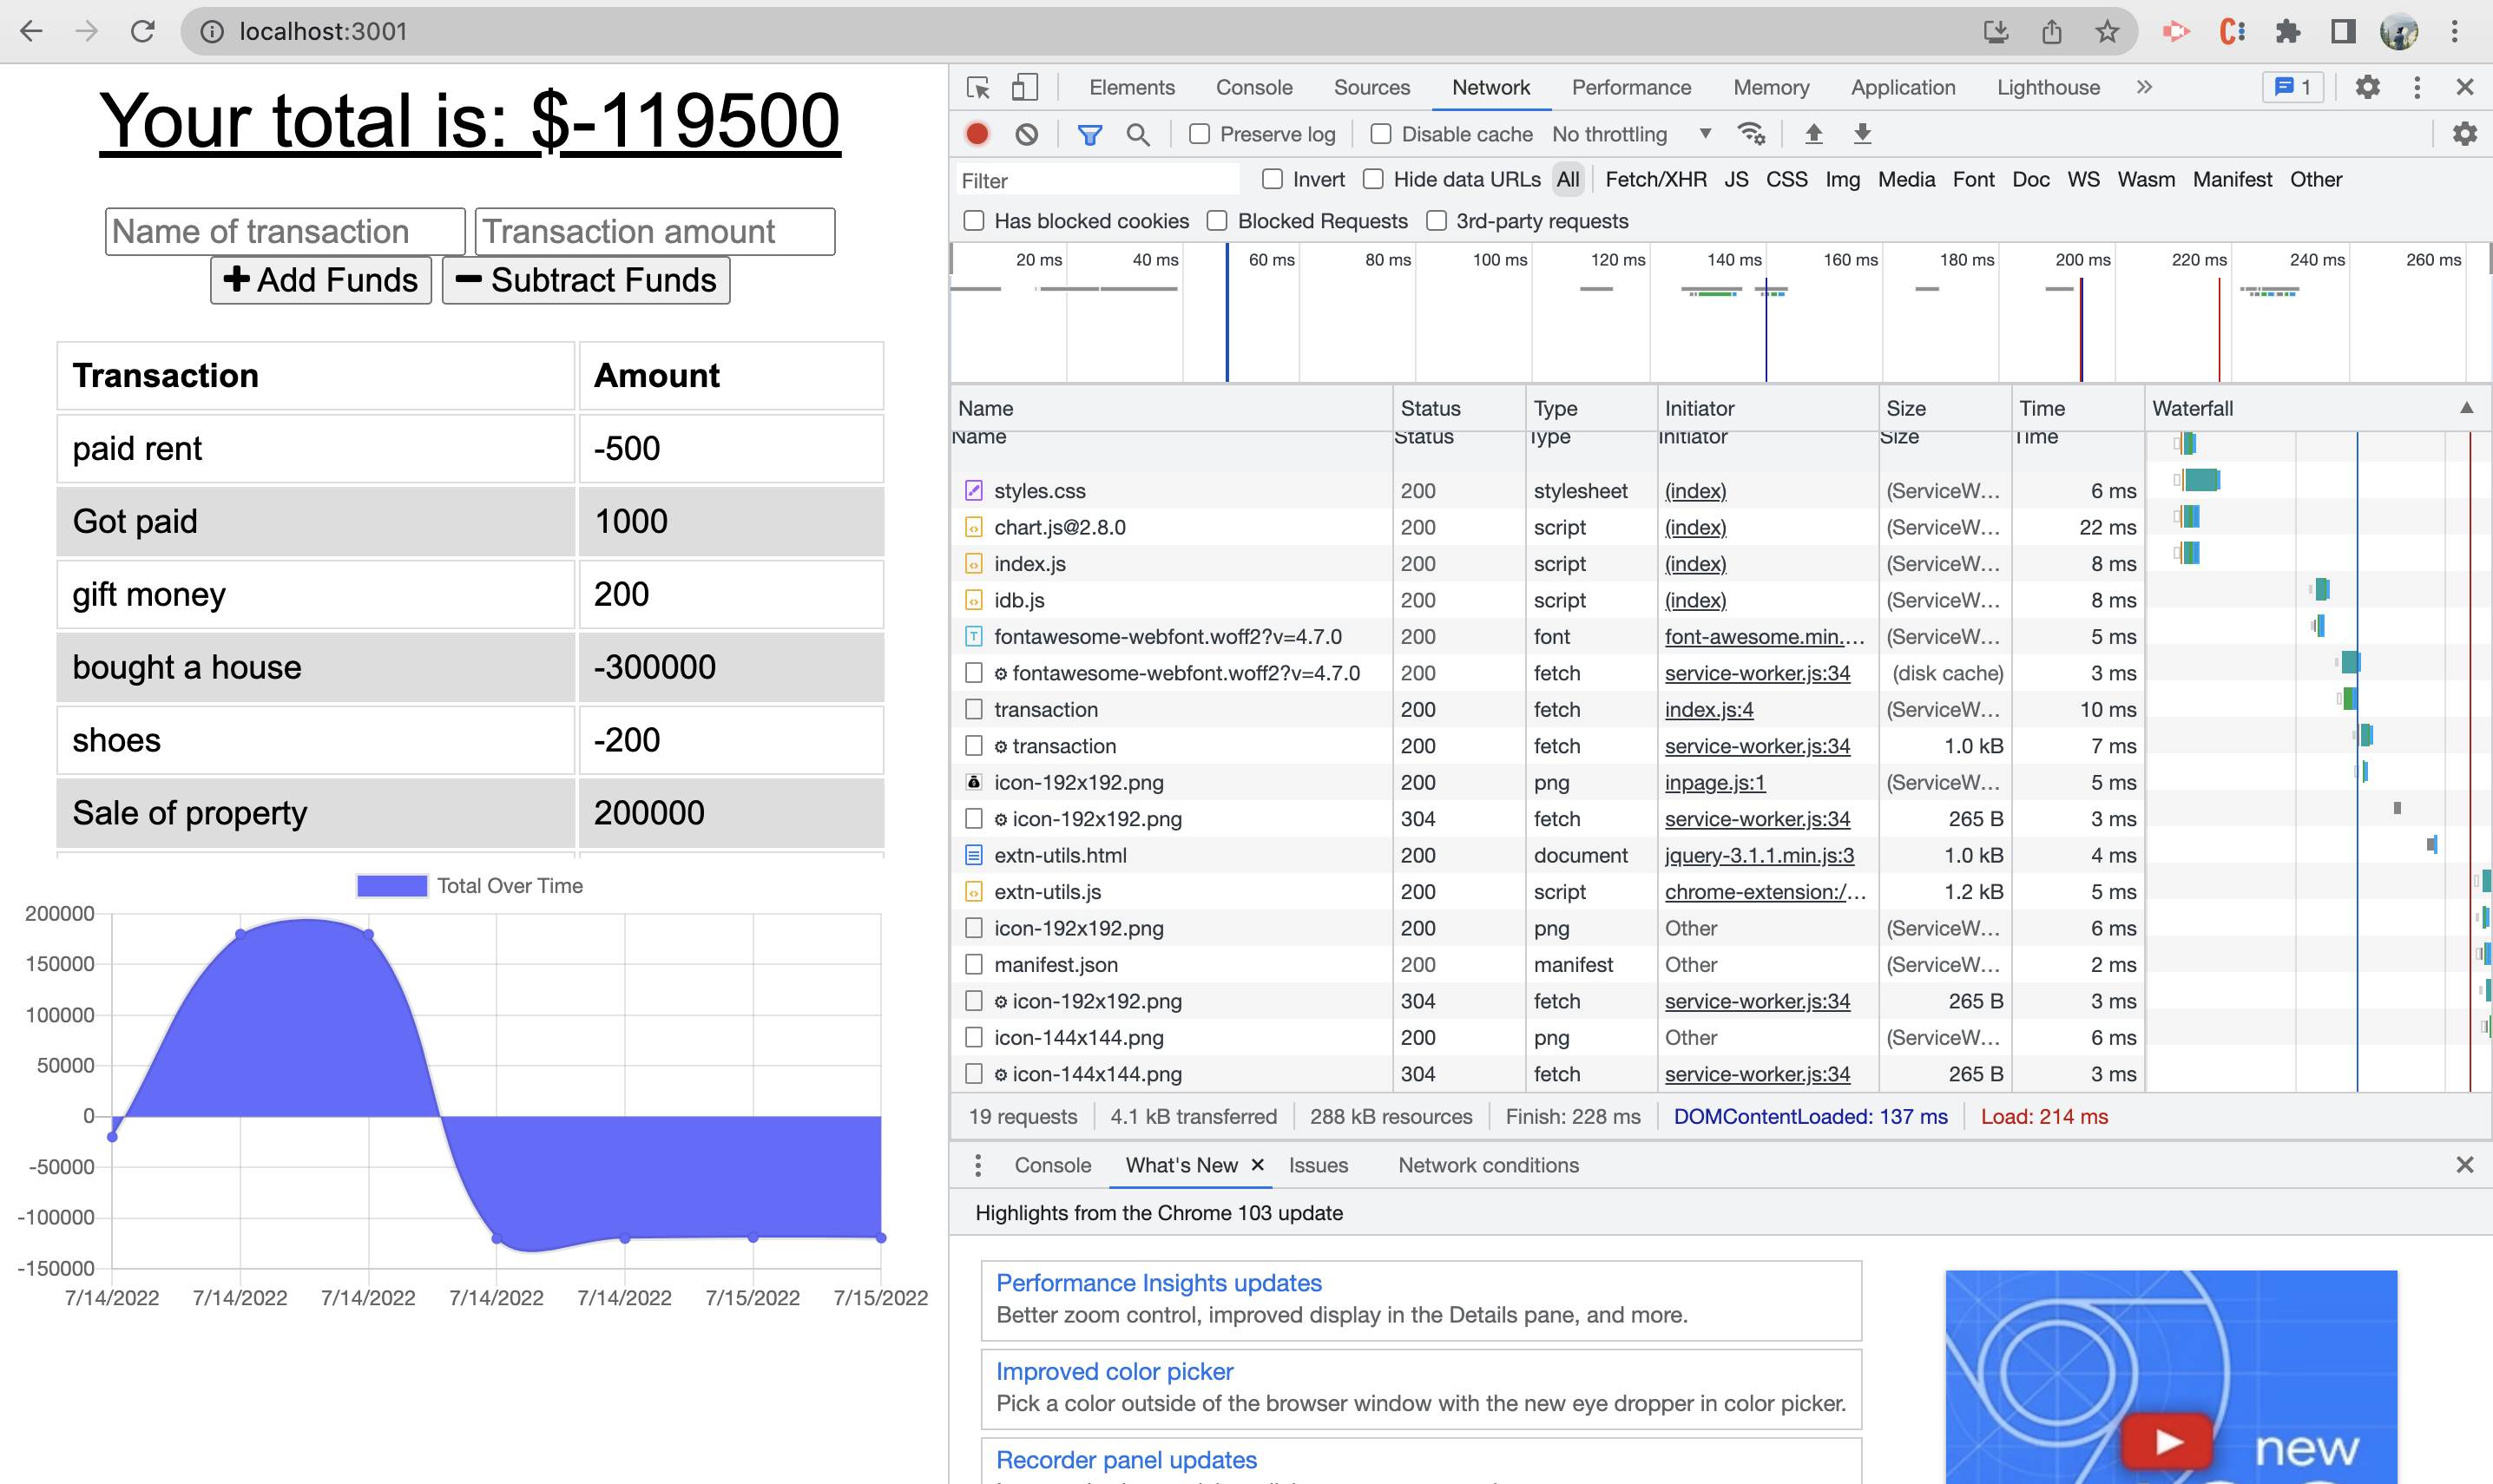 localhost:3001
Your total is: $-119500
Name of transaction Transaction amount
Add Funds Subtract Funds
Transaction Amount
paid rent -500
Got paid 1000
gift money 200
bought a house -300000
shoes -200
Sale of property 200000
Total Over Time
200000
150000
100000
50000
0
-50000
-100000
-150000
7/14/2022 7/14/2022 7/14/2022 7/14/2022 7/14/2022 7/15/2022 7/15/2022
Elements Console Sources Network Performance Memory Application Lighthouse » 1
Preserve log Disable cache No throttling
Filter Invert Hide data URLs All Fetch/XHR JS CSS Img Media Font Doc WS Wasm Manifest Other
Has blocked cookies Blocked Requests 3rd-party requests
20 ms 40 ms 60 ms 80 ms 100 ms 120 ms 140 ms 160 ms 180 ms 200 ms 220 ms 240 ms 260 ms
Name Status Type Initiator Size Time Waterfall
Name Status Type Initiator Size Time
styles.css 200 stylesheet (index) (ServiceW... 6 ms
chart.js@2.8.0 200 script (index) (ServiceW... 22 ms
index.js 200 script (index) (ServiceW... 8 ms
idb.js 200 script (index) (ServiceW... 8 ms
fontawesome-webfont.woff2?v=4.7.0 200 font font-awesome.min.... (ServiceW... 5 ms
fontawesome-webfont.woff2?v=4.7.0 200 fetch service-worker.js:34 (disk cache) 3 ms
transaction 200 fetch index.js:4 (ServiceW... 10 ms
transaction 200 fetch service-worker.js:34 1.0 kB 7 ms
icon-192x192.png 200 png inpage.js:1 (ServiceW... 5 ms
icon-192x192.png 304 fetch service-worker.js:34 265 B 3 ms
extn-utils.html 200 document jquery-3.1.1.min.js:3 1.0 kB 4 ms
extn-utils.js 200 script chrome-extension:/... 1.2 kB 5 ms
icon-192x192.png 200 png Other (ServiceW... 6 ms
manifest.json 200 manifest Other (ServiceW... 2 ms
icon-192x192.png 304 fetch service-worker.js:34 265 B 3 ms
icon-144x144.png 200 png Other (ServiceW... 6 ms
icon-144x144.png 304 fetch service-worker.js:34 265 B 3 ms
19 requests 4.1 kB transferred 288 kB resources Finish: 228 ms DOMContentLoaded: 137 ms Load: 214 ms
Console What's New Issues Network conditions
Highlights from the Chrome 103 update
Performance Insights updates
Better zoom control, improved display in the Details pane, and more.
Improved color picker
Pick a color outside of the browser window with the new eye dropper in color picker.
Recorder panel updates
new